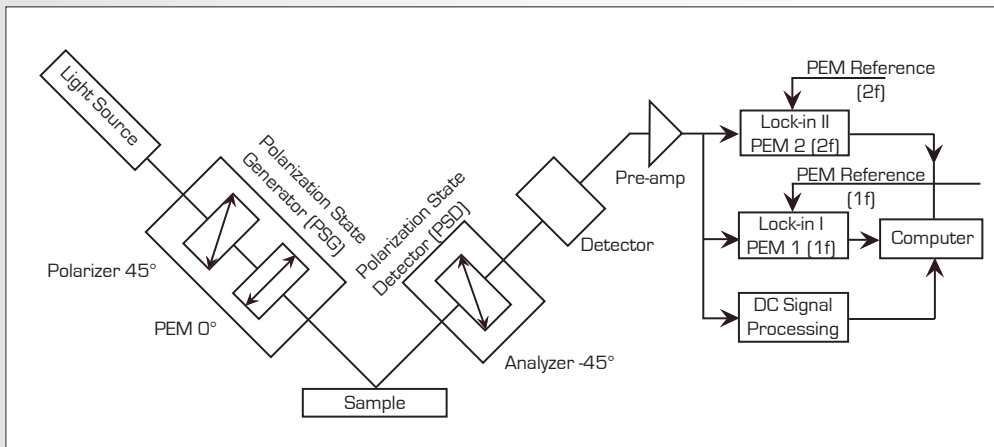 Light Source
Polarization State
Generator (PSG)
Polarizer 45°
PEM 0°
Polarization State
Detector (PSD)
Sample
Analyzer -45°
Detector
Pre-amp
PEM Reference
(2f)
Lock-in II
PEM 2 (2f)
PEM Reference
(1f)
Lock-in I
PEM 1 (1f)
Computer
DC Signal
Processing